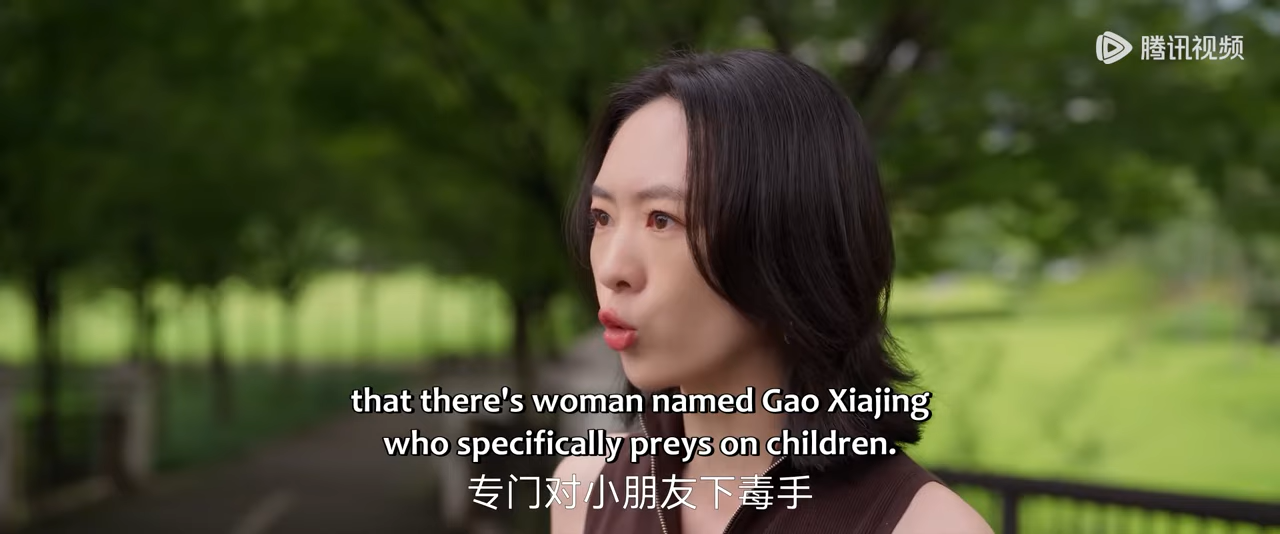 腾讯视频
that there's woman named Gao Xiajing
who specifically preys on children.
专门对小朋友下毒手